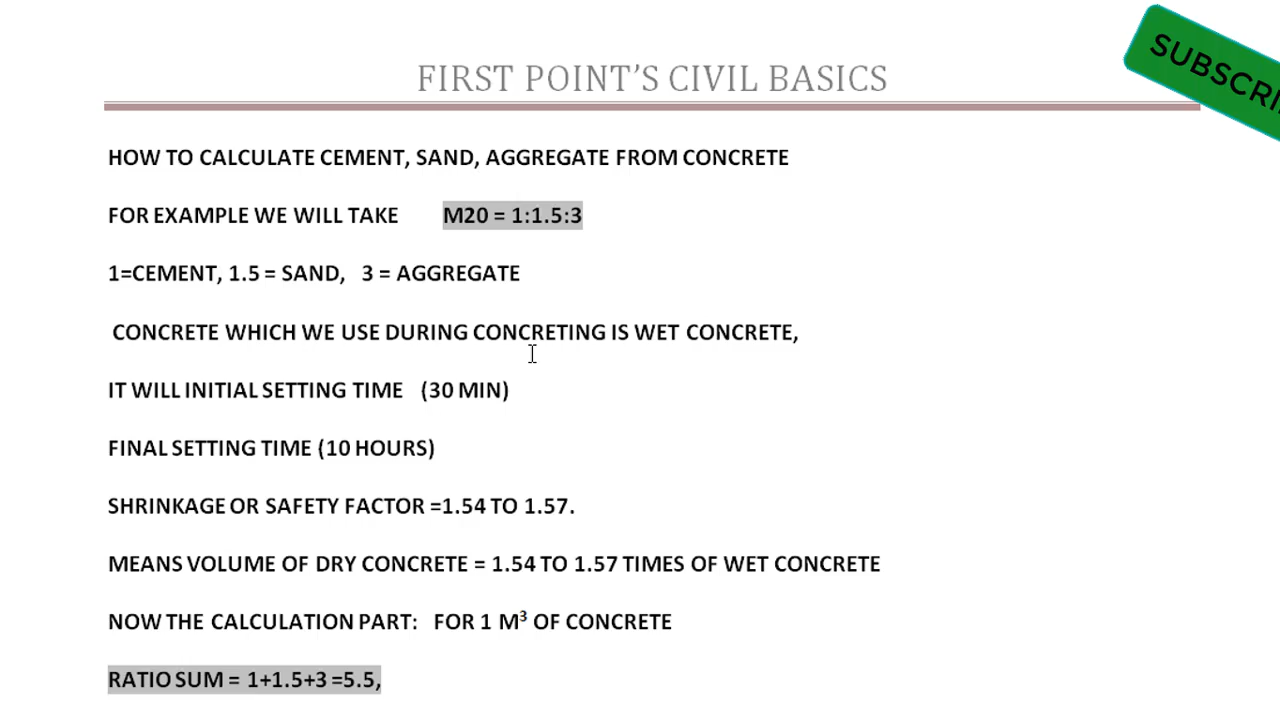 FIRST POINT'S CIVIL BASICS
HOW TO CALCULATE CEMENT, SAND, AGGREGATE FROM CONCRETE
FOR EXAMPLE WE WILL TAKE M20 = 1:1.5:3
1=CEMENT, 1.5 = SAND, 3 = AGGREGATE
CONCRETE WHICH WE USE DURING CONCRETING IS WET CONCRETE,
IT WILL INITIAL SETTING TIME (30 MIN)
FINAL SETTING TIME (10 HOURS)
SHRINKAGE OR SAFETY FACTOR =1.54 TO 1.57.
MEANS VOLUME OF DRY CONCRETE = 1.54 TO 1.57 TIMES OF WET CONCRETE
NOW THE CALCULATION PART: FOR 1 M³ OF CONCRETE
RATIO SUM = 1+1.5+3 =5.5,